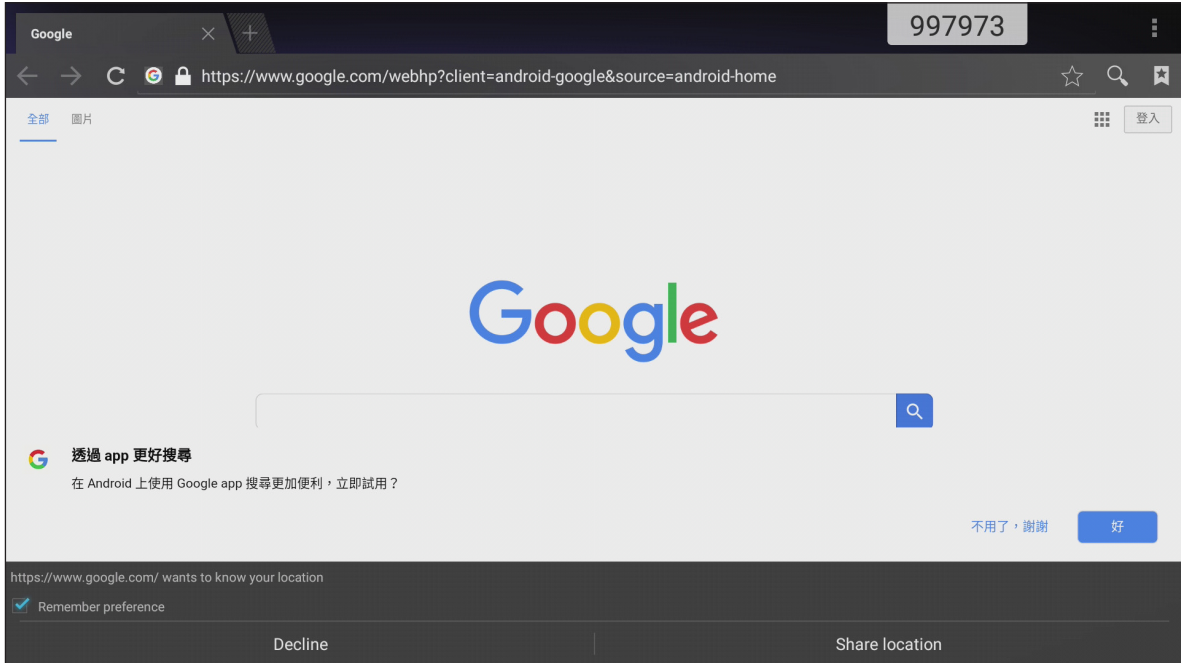 Google
997973
https://www.google.com/webhp?client=android-google&source=android-home
全部 圖片
登入
Google
透過 app 更好搜尋
在 Android 上使用 Google app 搜尋更加便利，立即試用？
不用了，謝謝 好
https://www.google.com/ wants to know your location
Remember preference
Decline Share location